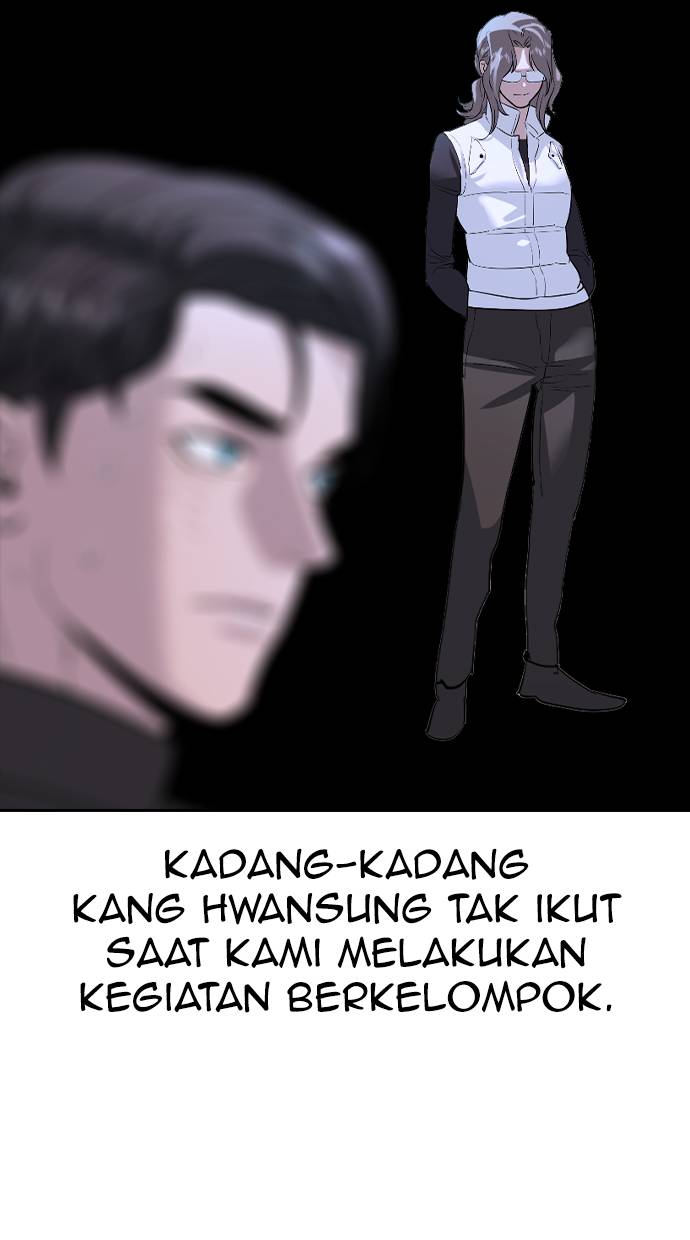 KADANG-KADANG
KANG HWANSUNG TAK IKUT
SAAT KAMI MELAKUKAN
KEGIATAN BERKELOMPOK.